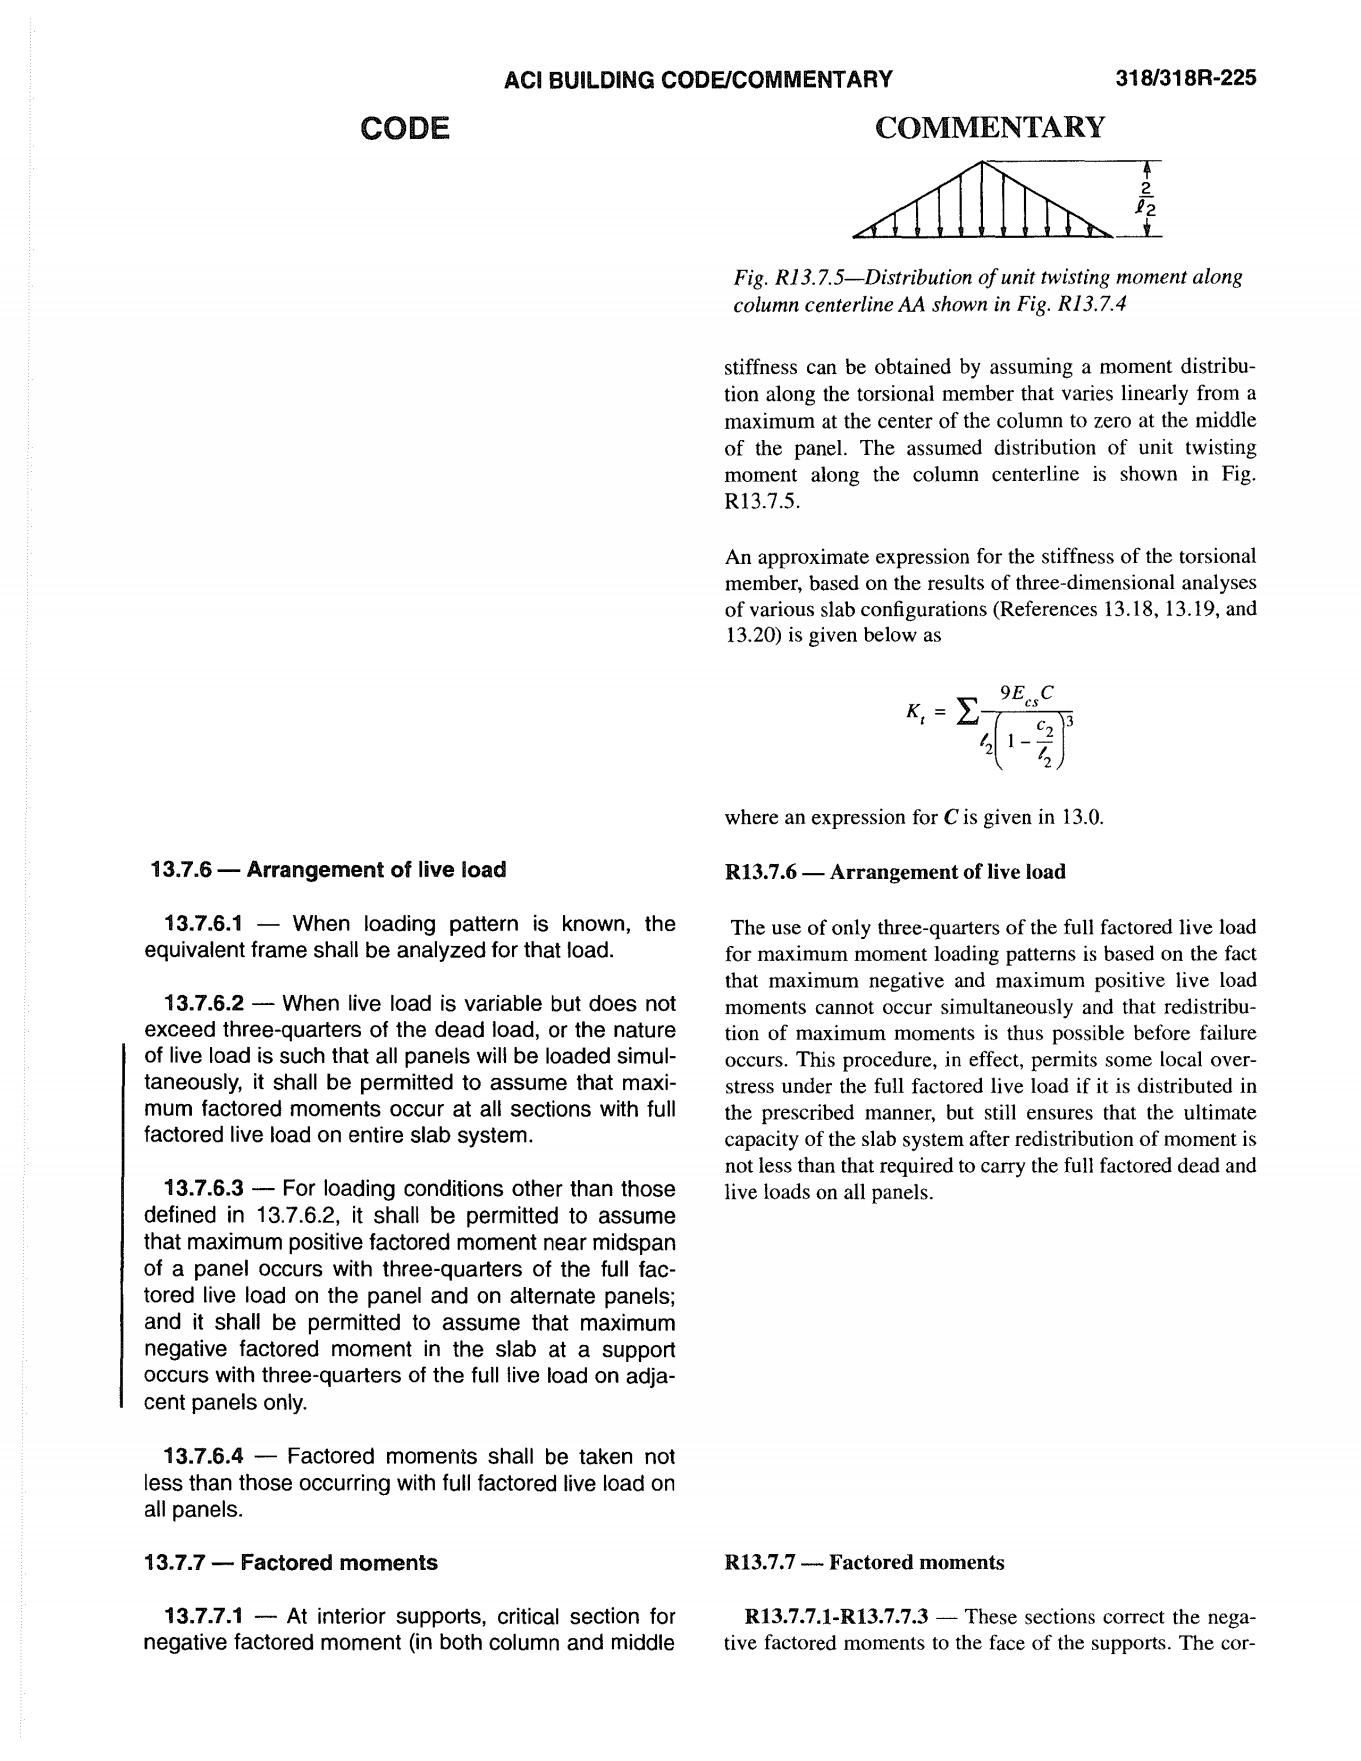 ACI BUILDING CODE/COMMENTARY
318/318R-225
CODE
COMMENTARY
2
ℓ2
Fig. R13.7.5—Distribution of unit twisting moment along
column centerline AA shown in Fig. R13.7.4
stiffness can be obtained by assuming a moment distribu-
tion along the torsional member that varies linearly from a
maximum at the center of the column to zero at the middle
of the panel. The assumed distribution of unit twisting
moment along the column centerline is shown in Fig.
R13.7.5.
An approximate expression for the stiffness of the torsional
member, based on the results of three-dimensional analyses
of various slab configurations (References 13.18, 13.19, and
13.20) is given below as
K_t = Σ 9E_cs C / ℓ_2 (1 − c_2/ℓ_2)^3
where an expression for C is given in 13.0.
13.7.6 — Arrangement of live load
13.7.6.1 — When loading pattern is known, the
equivalent frame shall be analyzed for that load.
13.7.6.2 — When live load is variable but does not
exceed three-quarters of the dead load, or the nature
of live load is such that all panels will be loaded simul-
taneously, it shall be permitted to assume that maxi-
mum factored moments occur at all sections with full
factored live load on entire slab system.
13.7.6.3 — For loading conditions other than those
defined in 13.7.6.2, it shall be permitted to assume
that maximum positive factored moment near midspan
of a panel occurs with three-quarters of the full fac-
tored live load on the panel and on alternate panels;
and it shall be permitted to assume that maximum
negative factored moment in the slab at a support
occurs with three-quarters of the full live load on adja-
cent panels only.
13.7.6.4 — Factored moments shall be taken not
less than those occurring with full factored live load on
all panels.
13.7.7 — Factored moments
13.7.7.1 — At interior supports, critical section for
negative factored moment (in both column and middle
R13.7.6 — Arrangement of live load
The use of only three-quarters of the full factored live load
for maximum moment loading patterns is based on the fact
that maximum negative and maximum positive live load
moments cannot occur simultaneously and that redistribu-
tion of maximum moments is thus possible before failure
occurs. This procedure, in effect, permits some local over-
stress under the full factored live load if it is distributed in
the prescribed manner, but still ensures that the ultimate
capacity of the slab system after redistribution of moment is
not less than that required to carry the full factored dead and
live loads on all panels.
R13.7.7 — Factored moments
R13.7.7.1-R13.7.7.3 — These sections correct the nega-
tive factored moments to the face of the supports. The cor-